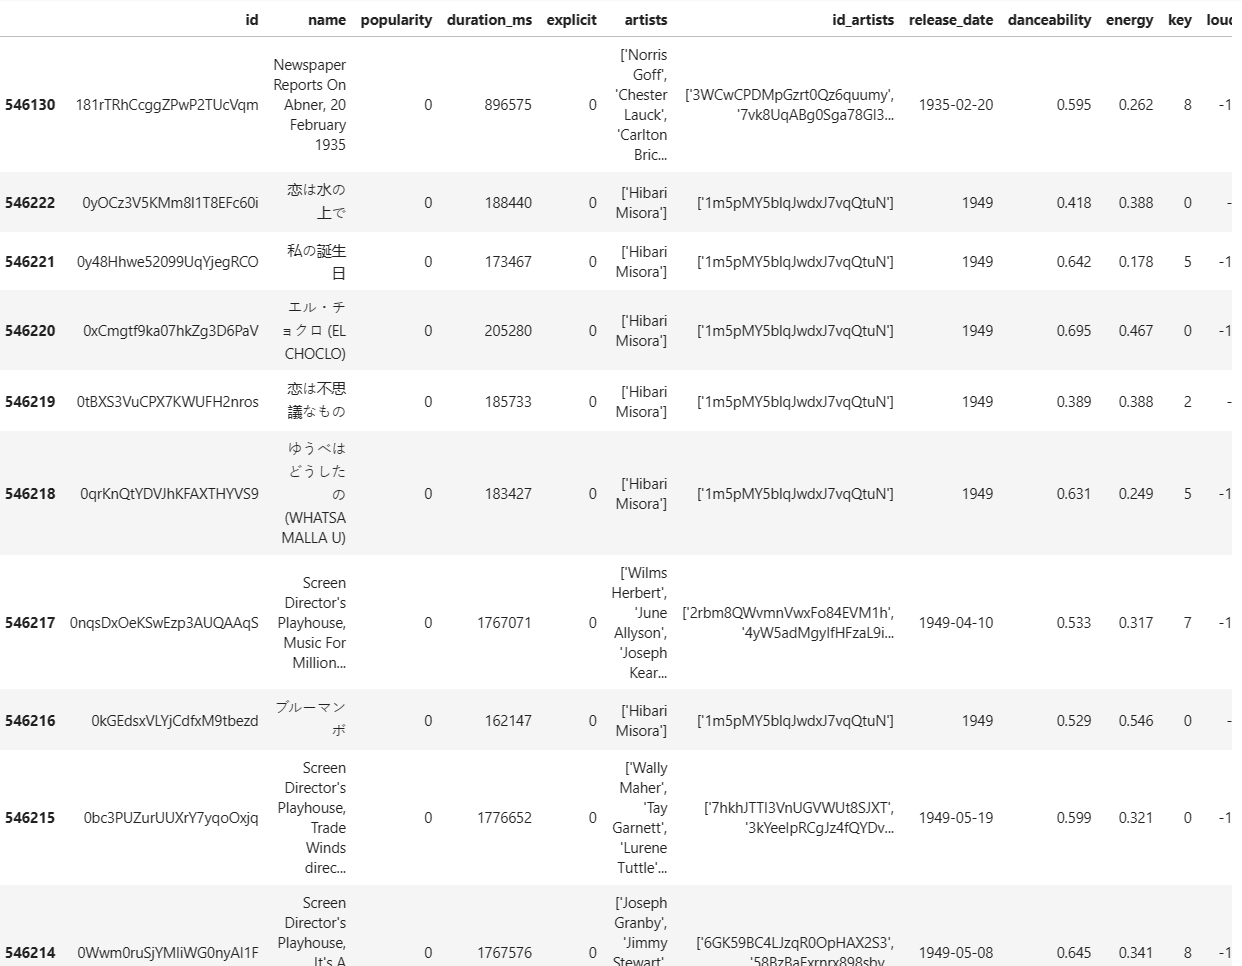 id name popularity duration_ms explicit artists id_artists release_date danceability energy key
546130 181rTRhCcggZPwP2TUcVqm Newspaper Reports On Abner, 20 February 1935 0 896575 0 ['Norris Goff', 'Chester Lauck', 'Carlton Bric... ['3WCwCPDMpGzrt0Qz6quumy', '7vk8UqABg0Sga78GI3... 1935-02-20 0.595 0.262 8 -1
546222 0yOCz3V5KMm8l1T8EFc60i 恋は水の上で 0 188440 0 ['Hibari Misora'] ['1m5pMY5blqJwdxJ7vqQtuN'] 1949 0.418 0.388 0 -
546221 0y48Hhwe52099UqYjegRCO 私の誕生日 0 173467 0 ['Hibari Misora'] ['1m5pMY5blqJwdxJ7vqQtuN'] 1949 0.642 0.178 5 -1
546220 0xCmgtf9ka07hkZg3D6PaV エル・チョクロ (EL CHOCLO) 0 205280 0 ['Hibari Misora'] ['1m5pMY5blqJwdxJ7vqQtuN'] 1949 0.695 0.467 0 -1
546219 0tBXS3VuCPX7KWUFH2nros 恋は不思議なもの 0 185733 0 ['Hibari Misora'] ['1m5pMY5blqJwdxJ7vqQtuN'] 1949 0.389 0.388 2 -
546218 0qrKnQtYDVJhKFAXTHYVS9 ゆうべはどうしたの (WHATSA MALLA U) 0 183427 0 ['Hibari Misora'] ['1m5pMY5blqJwdxJ7vqQtuN'] 1949 0.631 0.249 5 -1
546217 0nqsDxOeKSwEzp3AUQAAqS Screen Director's Playhouse, Music For Million... 0 1767071 0 ['Wilms Herbert', 'June Allyson', 'Joseph Kear... ['2rbm8QWvmnVwxFo84EVM1h', '4yW5adMgyIfHFzaL9i... 1949-04-10 0.533 0.317 7 -1
546216 0kGEdsxVLYjCdfxM9tbezd ブルーマンボ 0 162147 0 ['Hibari Misora'] ['1m5pMY5blqJwdxJ7vqQtuN'] 1949 0.529 0.546 0 -
546215 0bc3PUZurUUXrY7yqoOxjq Screen Director's Playhouse, Trade Winds direc... 0 1776652 0 ['Wally Maher', 'Tay Garnett', 'Lurene Tuttle'... ['7hkhJTTI3VnUGVWUt8SJXT', '3kYeeIpRCgJz4fQYDv... 1949-05-19 0.599 0.321 0 -1
546214 0Wwm0ruSjYMIiWG0nyAI1F Screen Director's Playhouse, It's A 0 1767576 0 ['Joseph Granby', 'Jimmy Stewart', ['6GK59BC4LJzqR0OpHAX2S3', 1949-05-08 0.645 0.341 8 -1